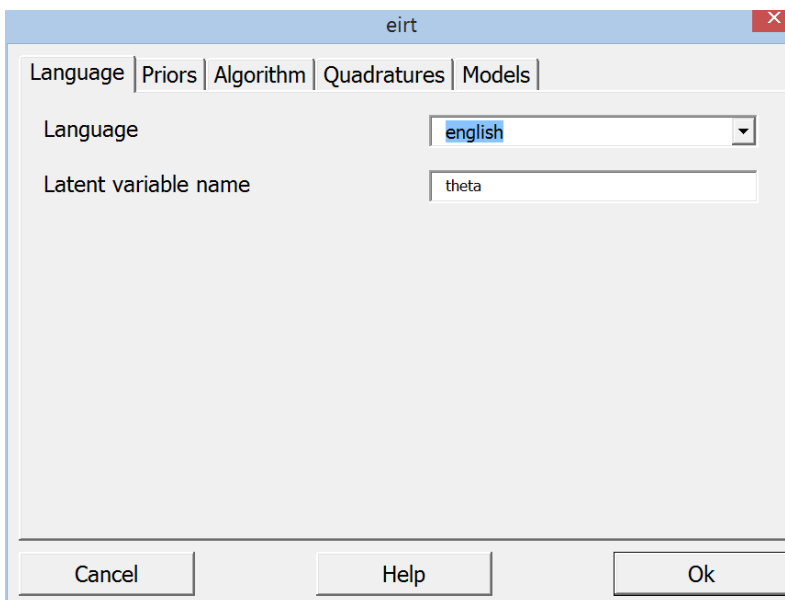 eirt
Language Priors Algorithm Quadratures Models
Language english
Latent variable name theta
Cancel Help Ok